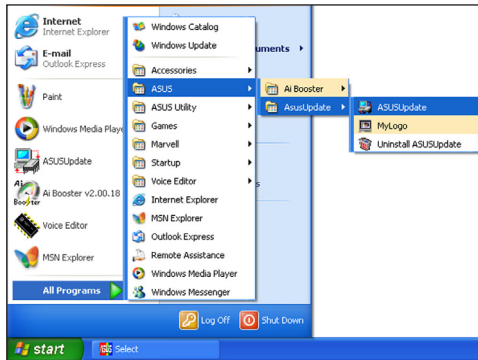 Internet
Internet Explorer
E-mail
Outlook Express
Paint
Windows Media Playe
ASUSUpdate
Ai Booster v2.00.18
Voice Editor
MSN Explorer
All Programs
Windows Catalog
Windows Update
Accessories
ASUS
ASUS Utility
Games
Marvell
Startup
Voice Editor
Internet Explorer
MSN Explorer
Outlook Express
Remote Assistance
Windows Media Player
Windows Messenger
uments
s
Ai Booster
AsusUpdate
ASUSUpdate
MyLogo
Uninstall ASUSUpdate
Log Off
Shut Down
start
Select